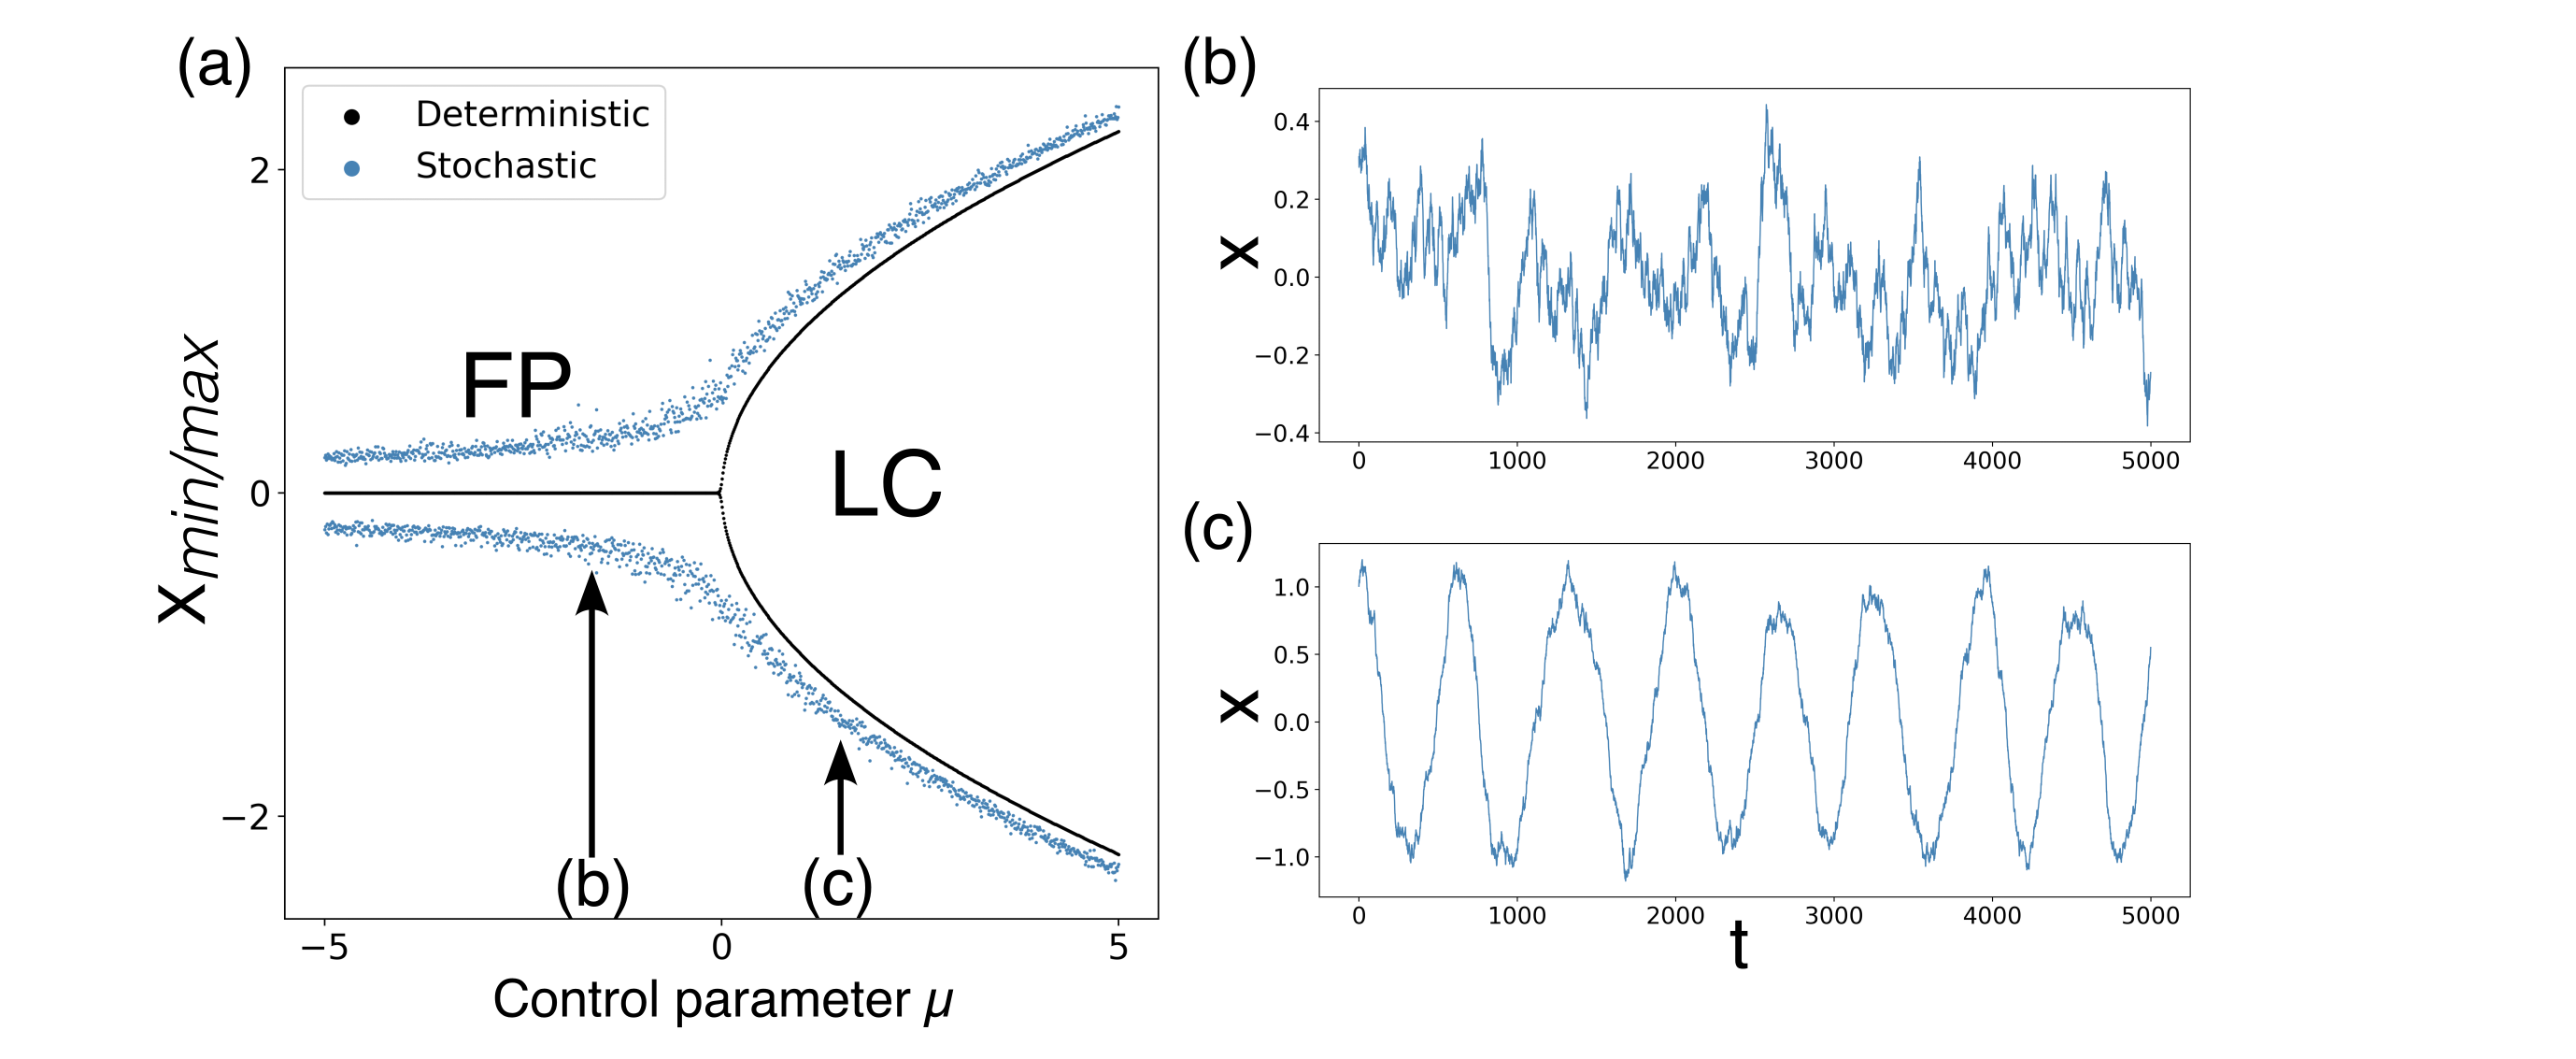 (a)
Deterministic
Stochastic
2
0
−2
x min/max
FP
LC
(b)
(c)
−5 0 5
Control parameter μ
(b)
x
0.4
0.2
0.0
−0.2
−0.4
0 1000 2000 3000 4000 5000
(c)
x
1.0
0.5
0.0
−0.5
−1.0
0 1000 2000 3000 4000 5000
t